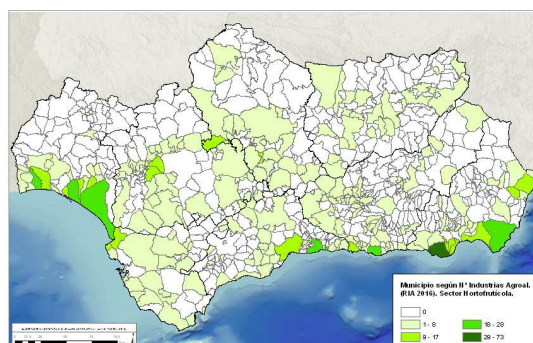 Municipio según Nº Industrias Agroal.
(RIA 2016). Sector Hortofrutícola.
0
1 - 8
9 - 17
18 - 28
29 - 73